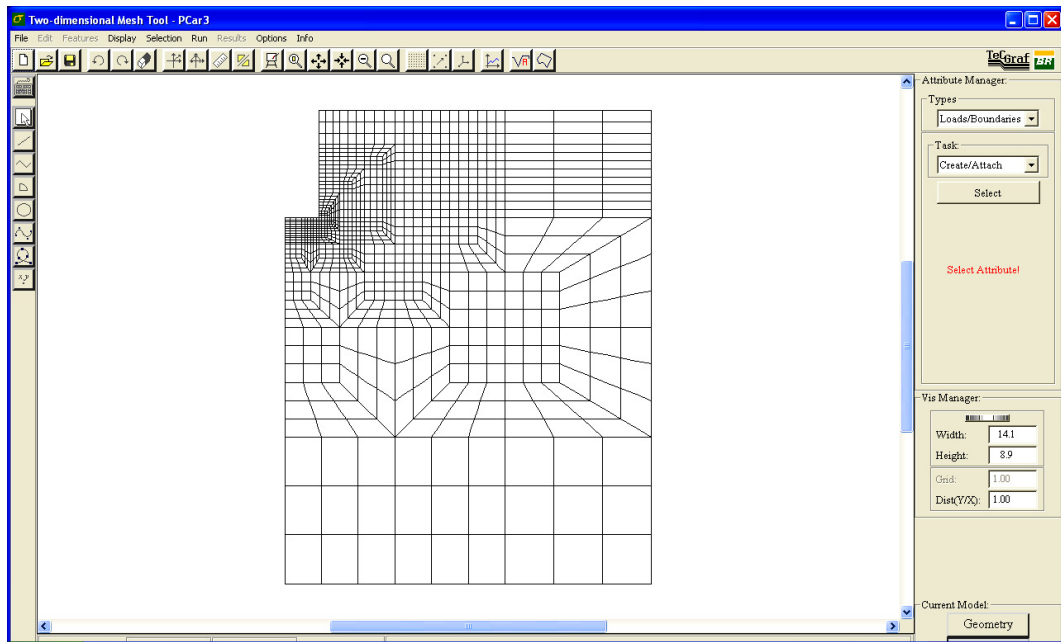 Two-dimensional Mesh Tool - PCar3
File Edit Features Display Selection Run Results Options Info
TeCGraf BR
Attribute Manager:
Types
Loads/Boundaries
Task:
Create/Attach
Select
Select Attribute!
Vis Manager:
Width: 14.1
Height: 8.9
Grid: 1.00
Dist(Y/X): 1.00
Current Model:
Geometry